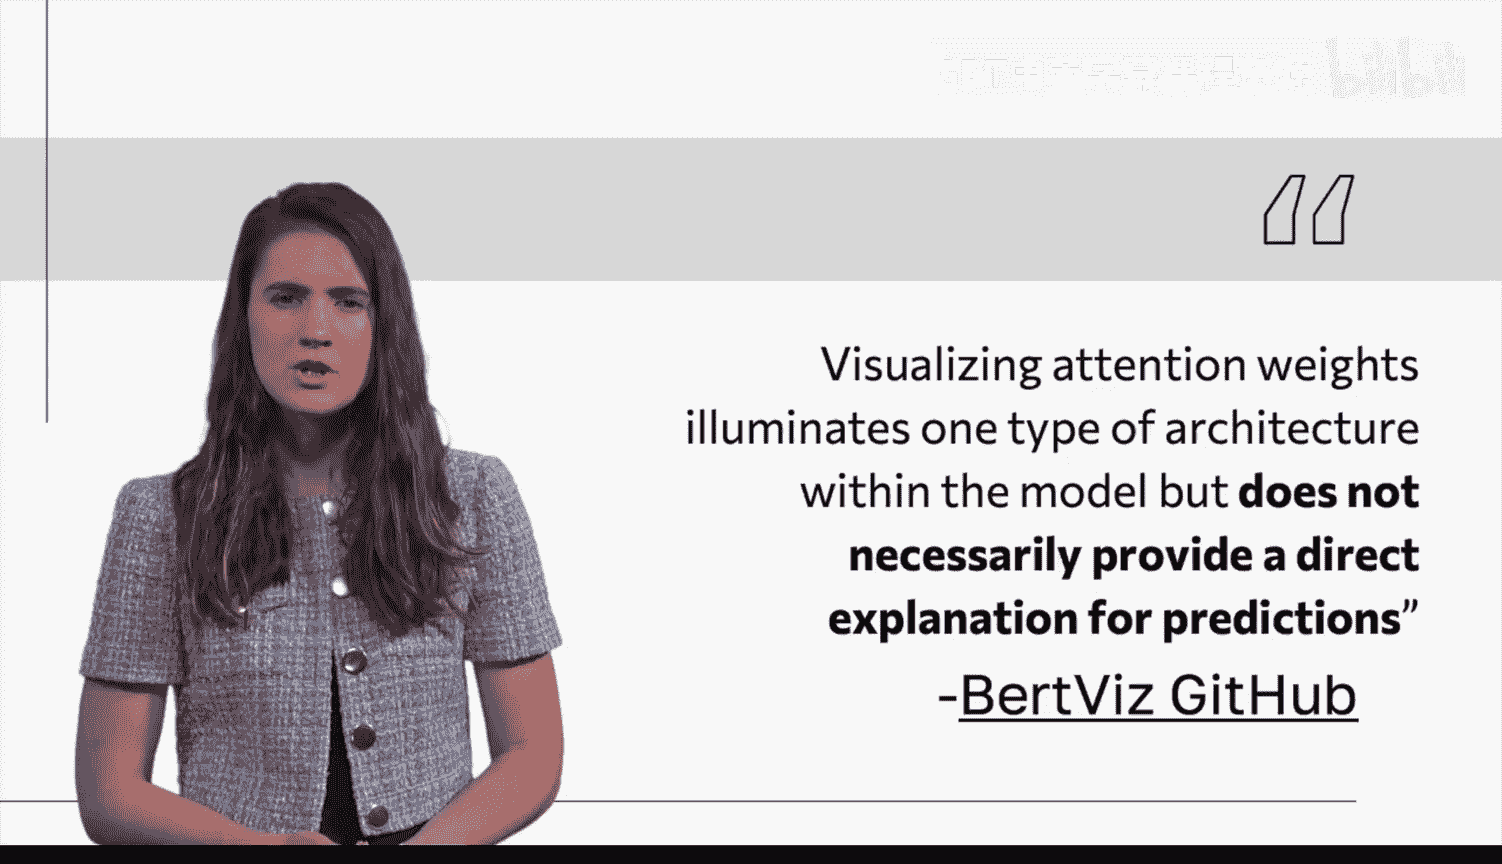 “
Visualizing attention weights
illuminates one type of architecture
within the model but does not
necessarily provide a direct
explanation for predictions”
-BertViz GitHub
bilibili